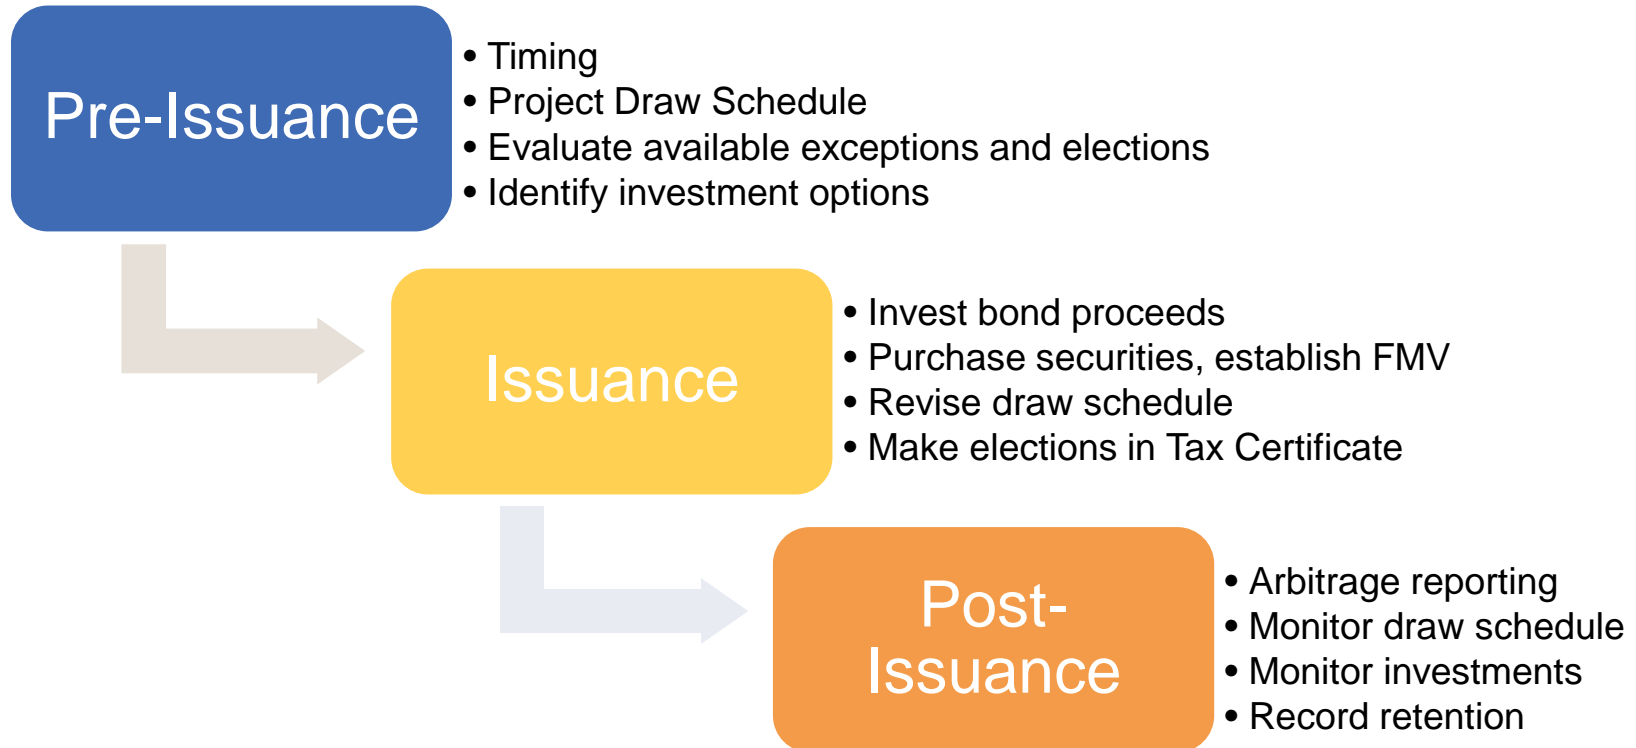 Pre-Issuance
• Timing
• Project Draw Schedule
• Evaluate available exceptions and elections
• Identify investment options
Issuance
• Invest bond proceeds
• Purchase securities, establish FMV
• Revise draw schedule
• Make elections in Tax Certificate
Post-
Issuance
• Arbitrage reporting
• Monitor draw schedule
• Monitor investments
• Record retention